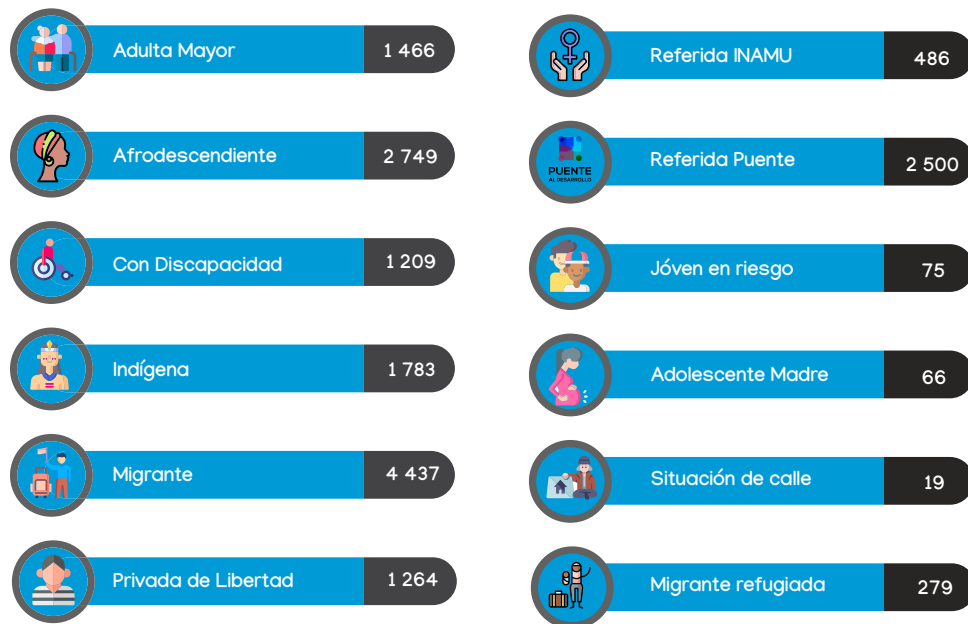 Adulta Mayor 1 466
Afrodescendiente 2 749
Con Discapacidad 1 209
Indígena 1 783
Migrante 4 437
Privada de Libertad 1 264
Referida INAMU 486
PUENTE
AL DESARROLLO
Referida Puente 2 500
Jóven en riesgo 75
Adolescente Madre 66
Situación de calle 19
Migrante refugiada 279